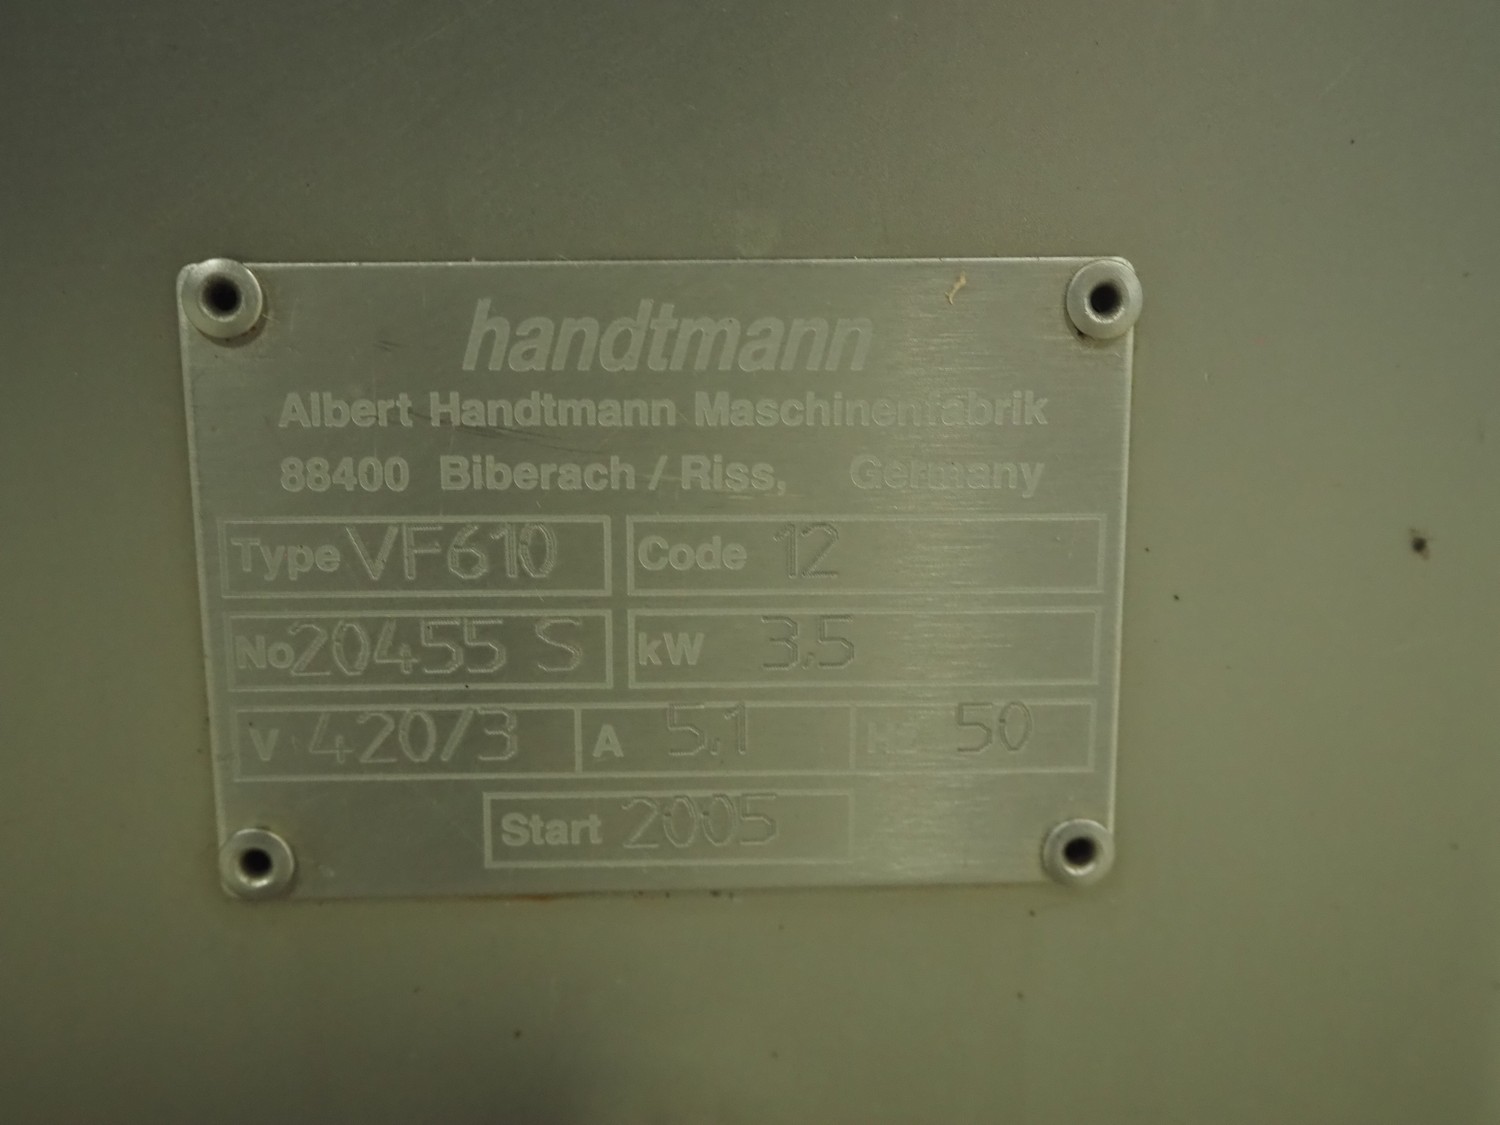 handtmann
Albert Handtmann Maschinenfabrik
88400 Biberach / Riss, Germany
Type VF610 Code 12
No 20455 S kW 3,5
V 420/3 A 5,1 Hz 50
Start 2005